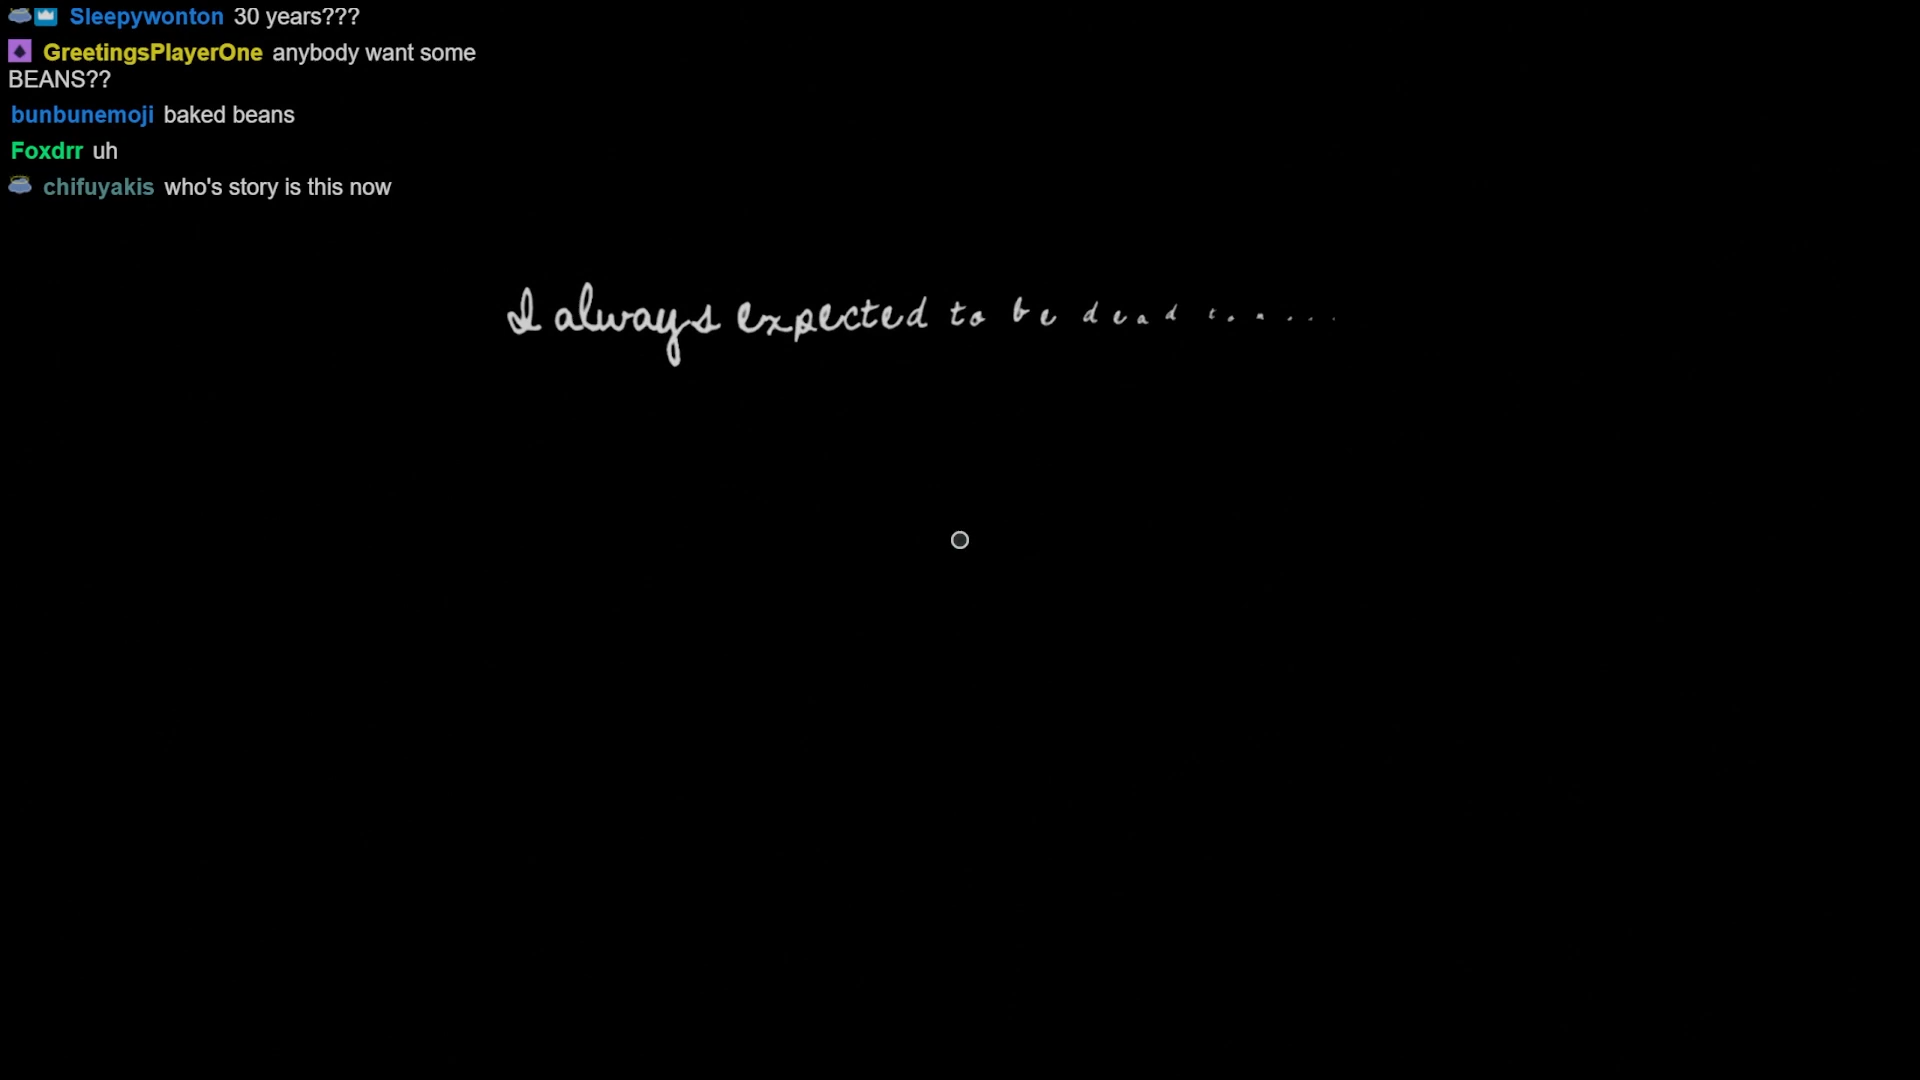 Sleepywonton 30 years???
GreetingsPlayerOne anybody want some
BEANS??
bunbunemoji baked beans
Foxdrr uh
chifuyakis who's story is this now
I always expected to be dead